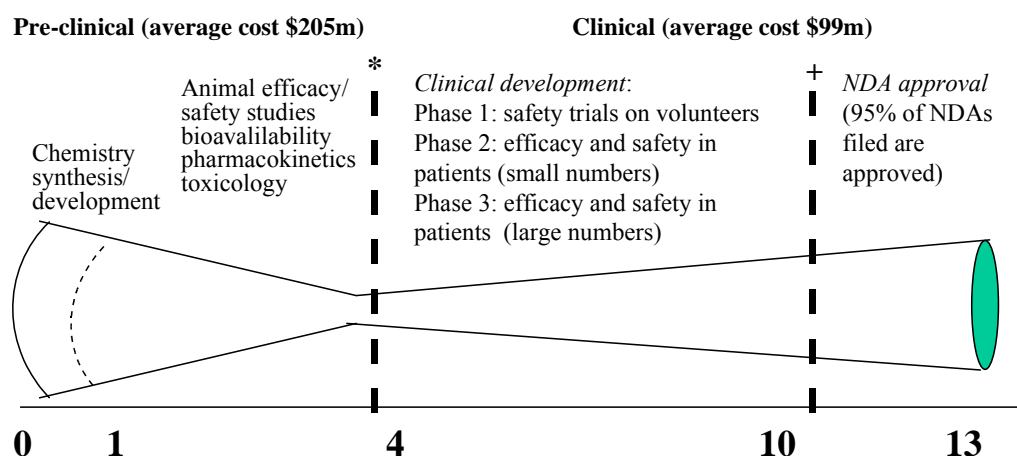 Pre-clinical (average cost $205m)
Clinical (average cost $99m)
*
+
Chemistry
synthesis/
development
Animal efficacy/
safety studies
bioavalilability
pharmacokinetics
toxicology
Clinical development:
Phase 1: safety trials on volunteers
Phase 2: efficacy and safety in
patients (small numbers)
Phase 3: efficacy and safety in
patients (large numbers)
NDA approval
(95% of NDAs
filed are
approved)
0 1 4 10 13